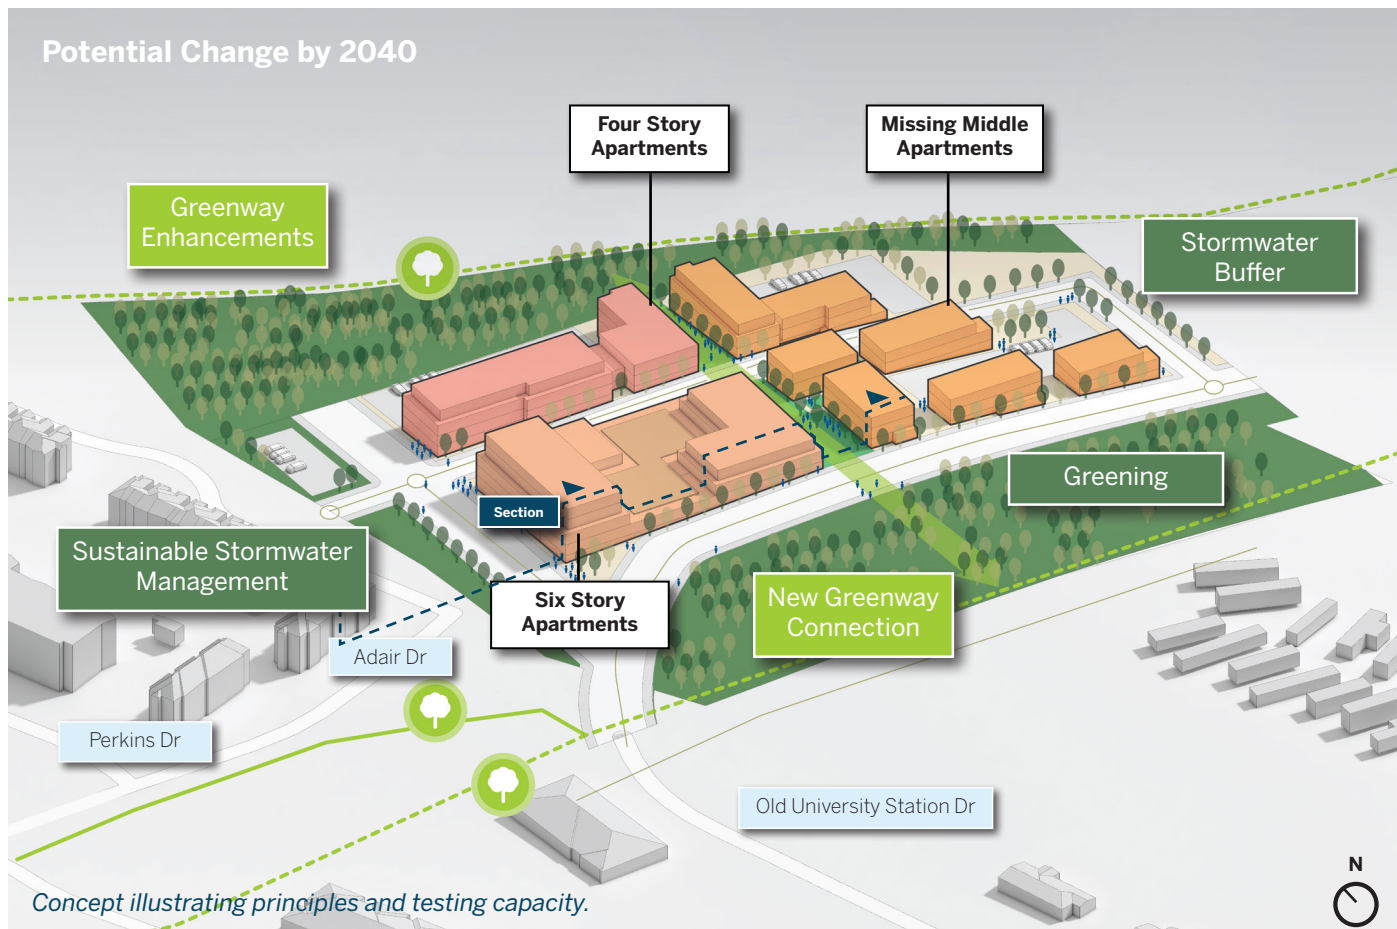 Potential Change by 2040
Four Story
Apartments
Missing Middle
Apartments
Greenway
Enhancements
Stormwater
Buffer
Greening
Section
Sustainable Stormwater
Management
Six Story
Apartments
New Greenway
Connection
Adair Dr
Perkins Dr
Old University Station Dr
N
Concept illustrating principles and testing capacity.